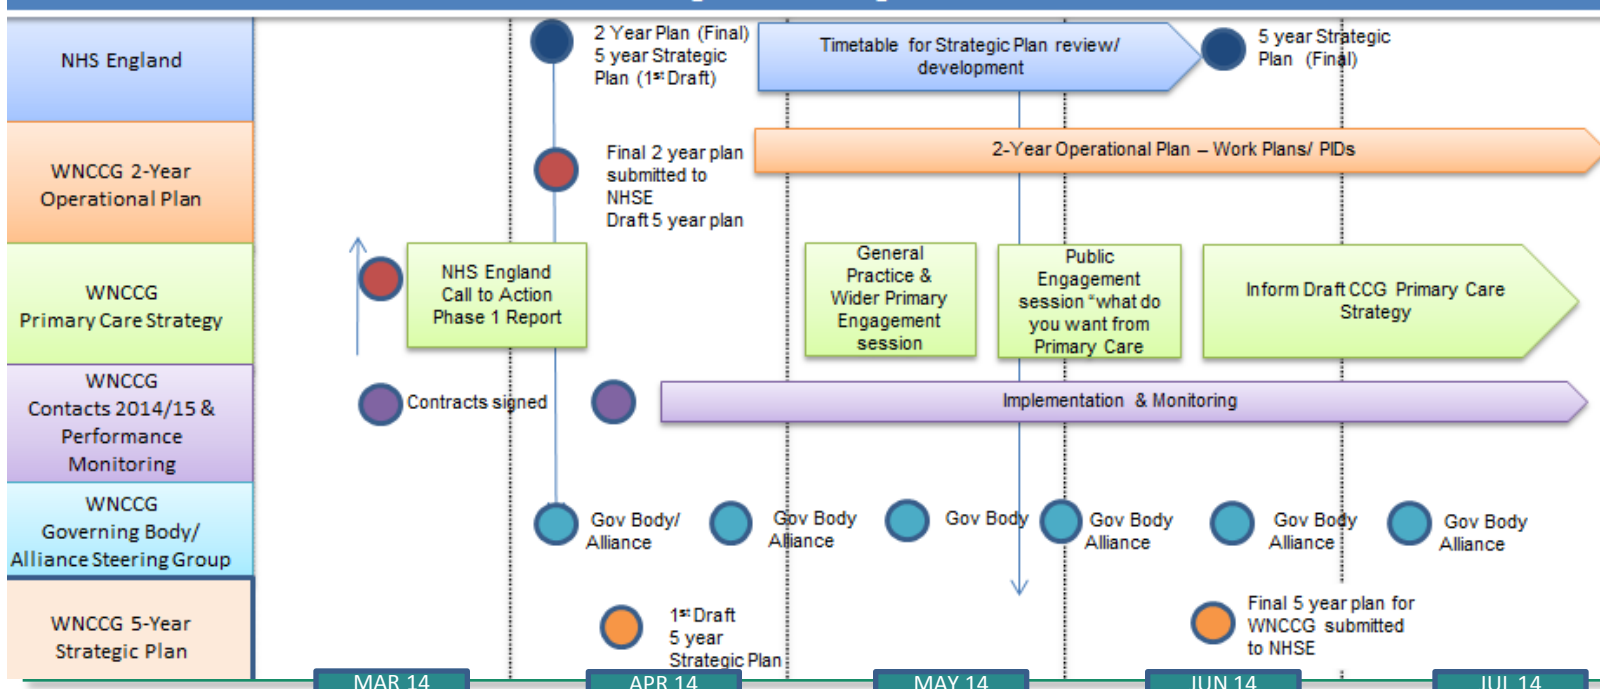 NHS England
2 Year Plan (Final)
5 year Strategic
Plan (1st Draft)
Timetable for Strategic Plan review/
development
5 year Strategic
Plan (Final)
WNCCG 2-Year
Operational Plan
Final 2 year plan
submitted to
NHSE
Draft 5 year plan
2-Year Operational Plan – Work Plans/ PIDs
WNCCG
Primary Care Strategy
NHS England
Call to Action
Phase 1 Report
General
Practice &
Wider Primary
Engagement
session
Public
Engagement
session “what do
you want from
Primary Care
Inform Draft CCG Primary Care
Strategy
WNCCG
Contacts 2014/15 &
Performance
Monitoring
Contracts signed
Implementation & Monitoring
WNCCG
Governing Body/
Alliance Steering Group
Gov Body/
Alliance
Gov Body
Alliance
Gov Body
Gov Body
Alliance
Gov Body
Alliance
Gov Body
Alliance
WNCCG 5-Year
Strategic Plan
1st Draft
5 year
Strategic Plan
Final 5 year plan for
WNCCG submitted
to NHSE
MAR 14
APR 14
MAY 14
JUN 14
JUL 14